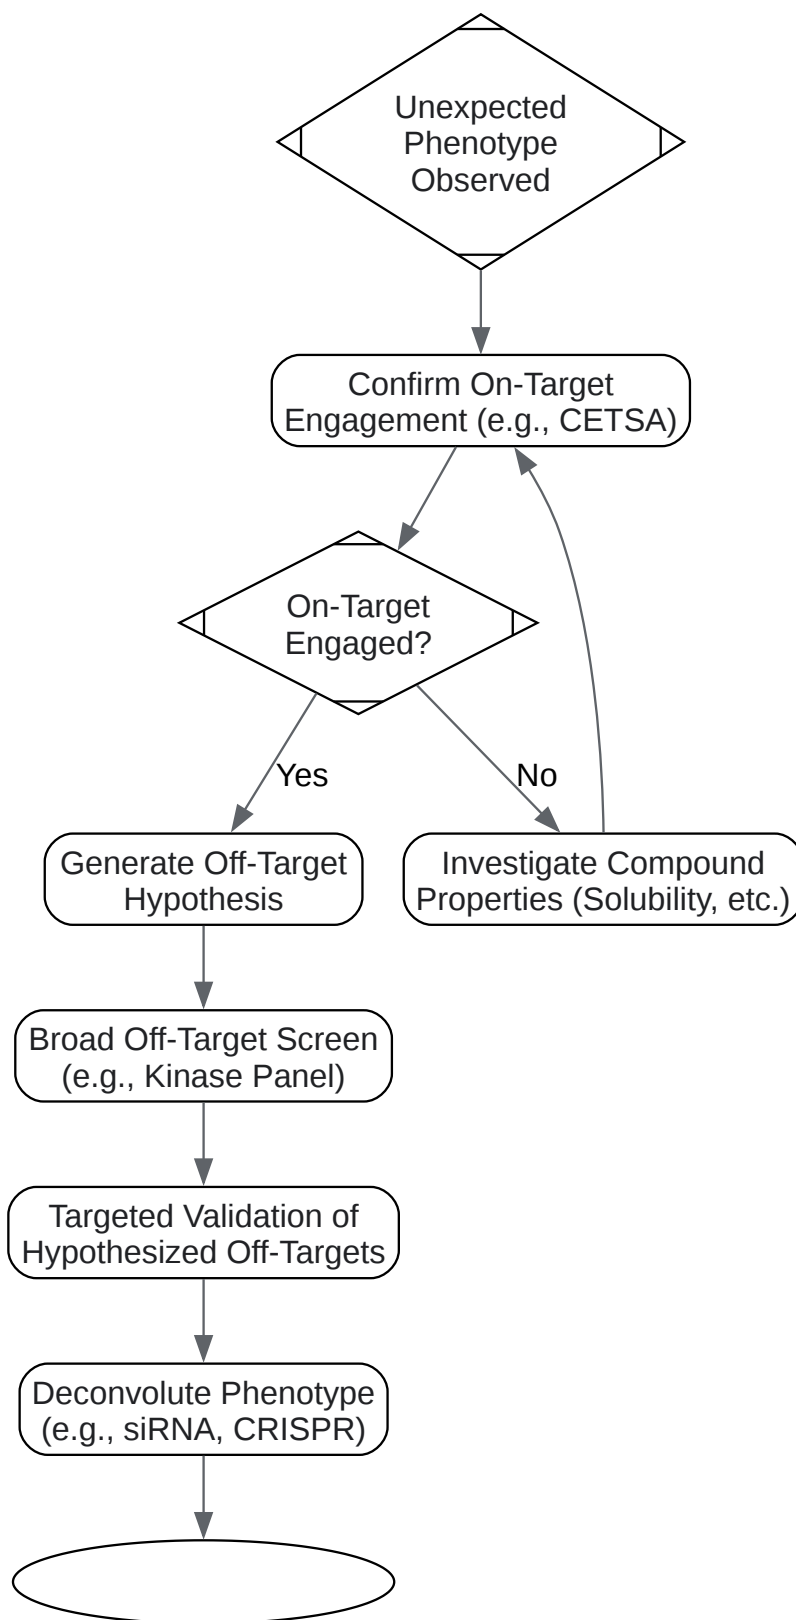 Unexpected
Phenotype
Observed
Confirm On-Target
Engagement (e.g., CETSA)
On-Target
Engaged?
Yes
No
Generate Off-Target
Hypothesis
Investigate Compound
Properties (Solubility, etc.)
Broad Off-Target Screen
(e.g., Kinase Panel)
Targeted Validation of
Hypothesized Off-Targets
Deconvolute Phenotype
(e.g., siRNA, CRISPR)